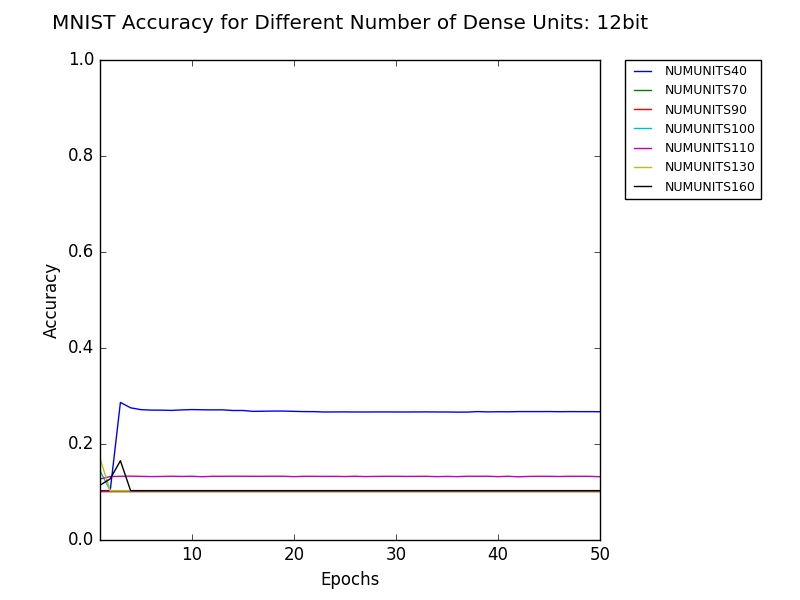 MNIST Accuracy for Different Number of Dense Units: 12bit
1.0
0.8
0.6
0.4
0.2
0.0
Accuracy
10 20 30 40 50
Epochs
NUMUNITS40
NUMUNITS70
NUMUNITS90
NUMUNITS100
NUMUNITS110
NUMUNITS130
NUMUNITS160